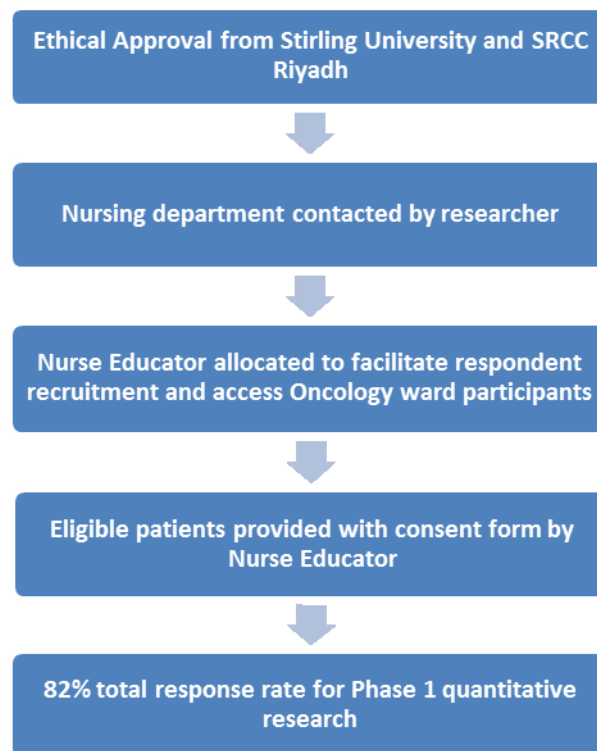 Ethical Approval from Stirling University and SRCC
Riyadh
Nursing department contacted by researcher
Nurse Educator allocated to facilitate respondent
recruitment and access Oncology ward participants
Eligible patients provided with consent form by
Nurse Educator
82% total response rate for Phase 1 quantitative
research